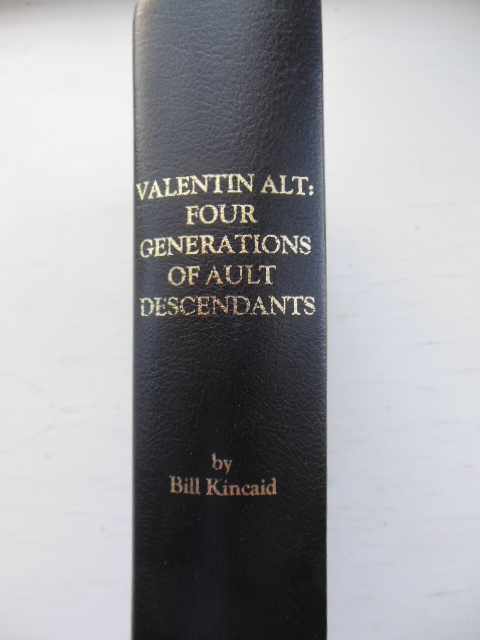 VALENTIN ALT:
FOUR
GENERATIONS
OF AULT
DESCENDANTS
by
Bill Kincaid